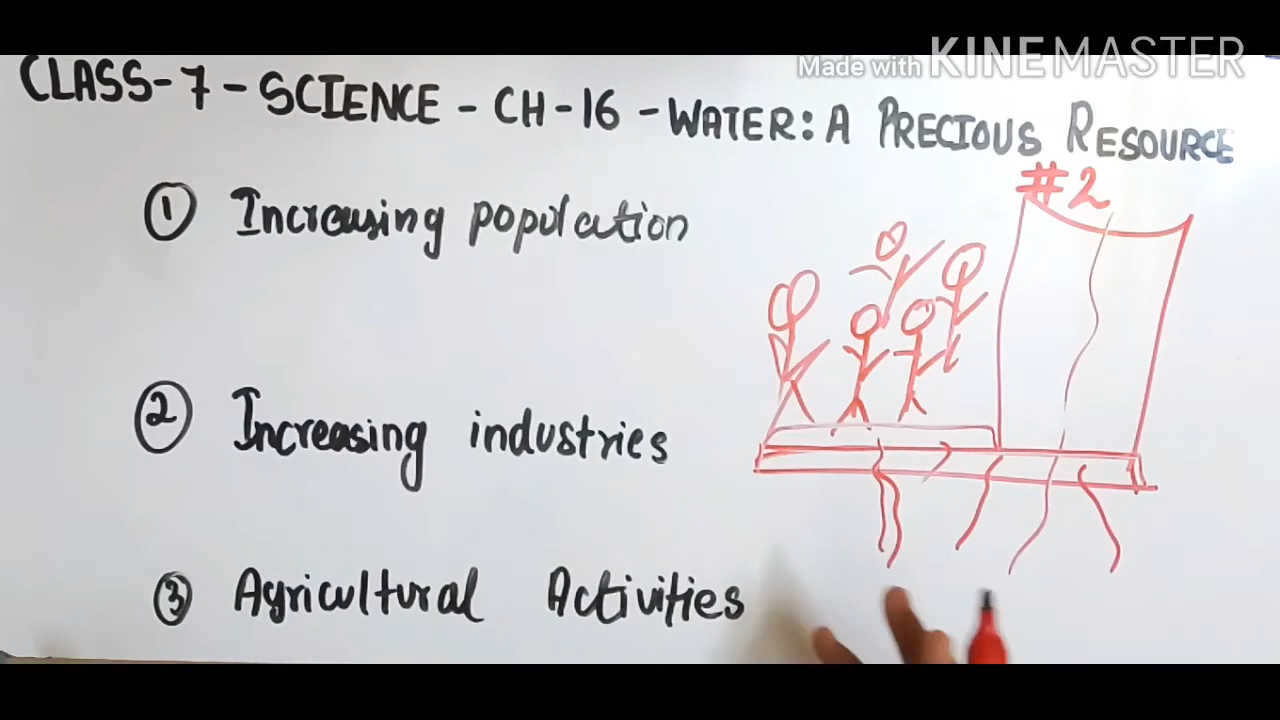 Made with KINEMASTER
CLASS-7-SCIENCE-CH-16-WATER: A PRECIOUS RESOURCE
#2
① Increasing population
② Increasing industries
③ Agricultural Activities